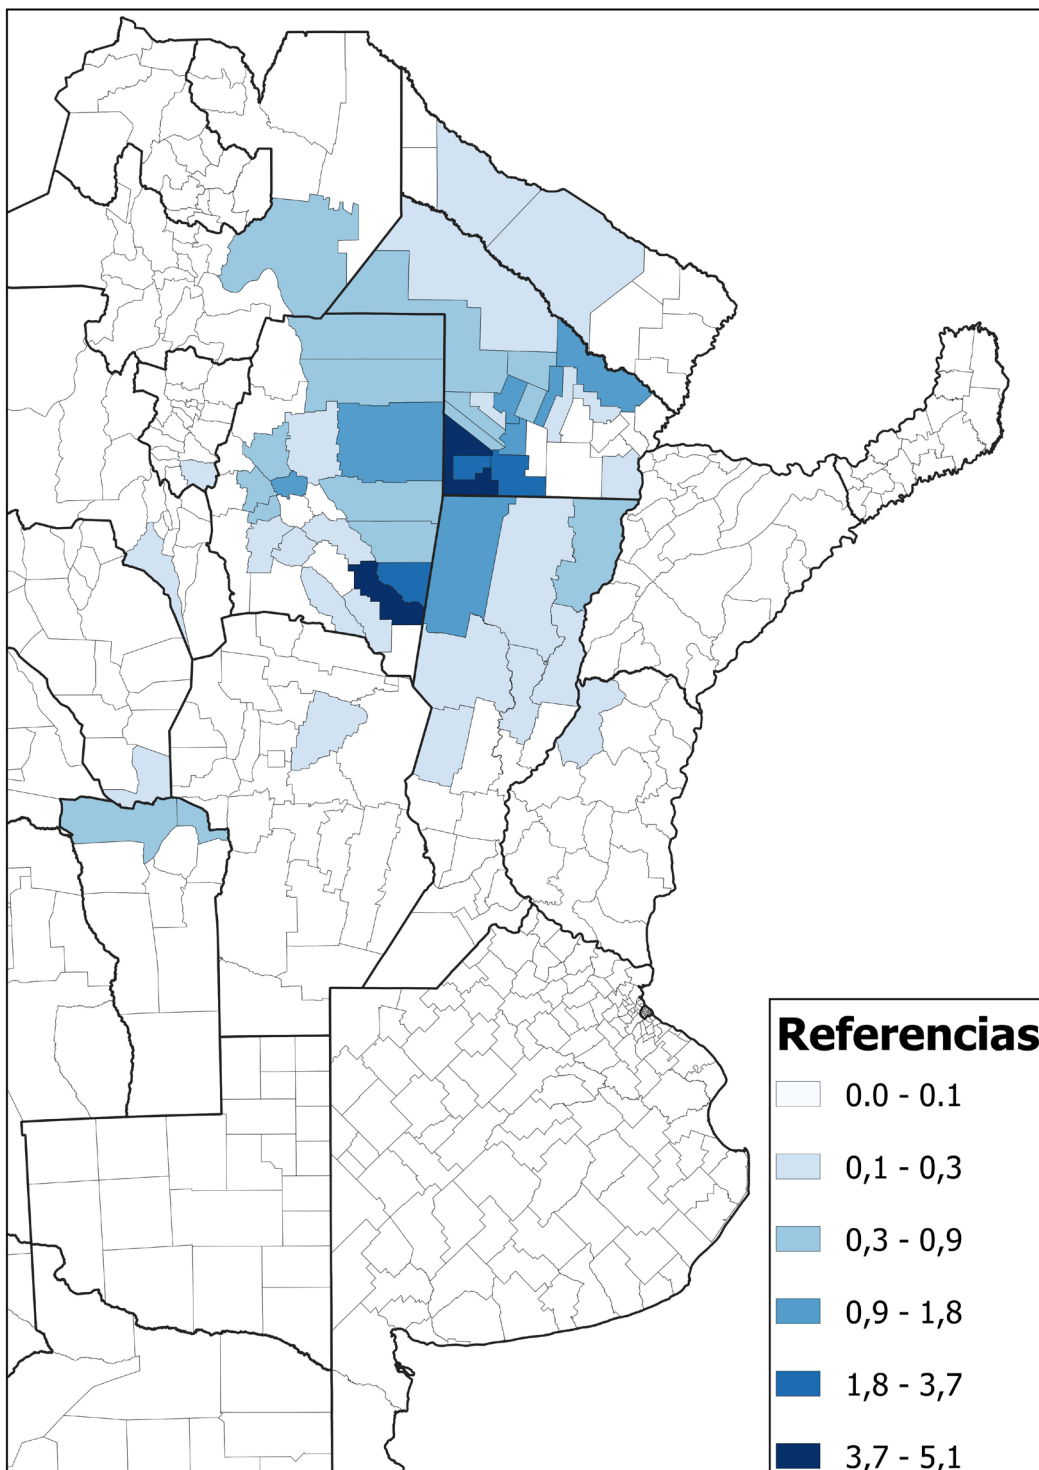 Referencias
0.0 - 0.1
0,1 - 0,3
0,3 - 0,9
0,9 - 1,8
1,8 - 3,7
3,7 - 5,1